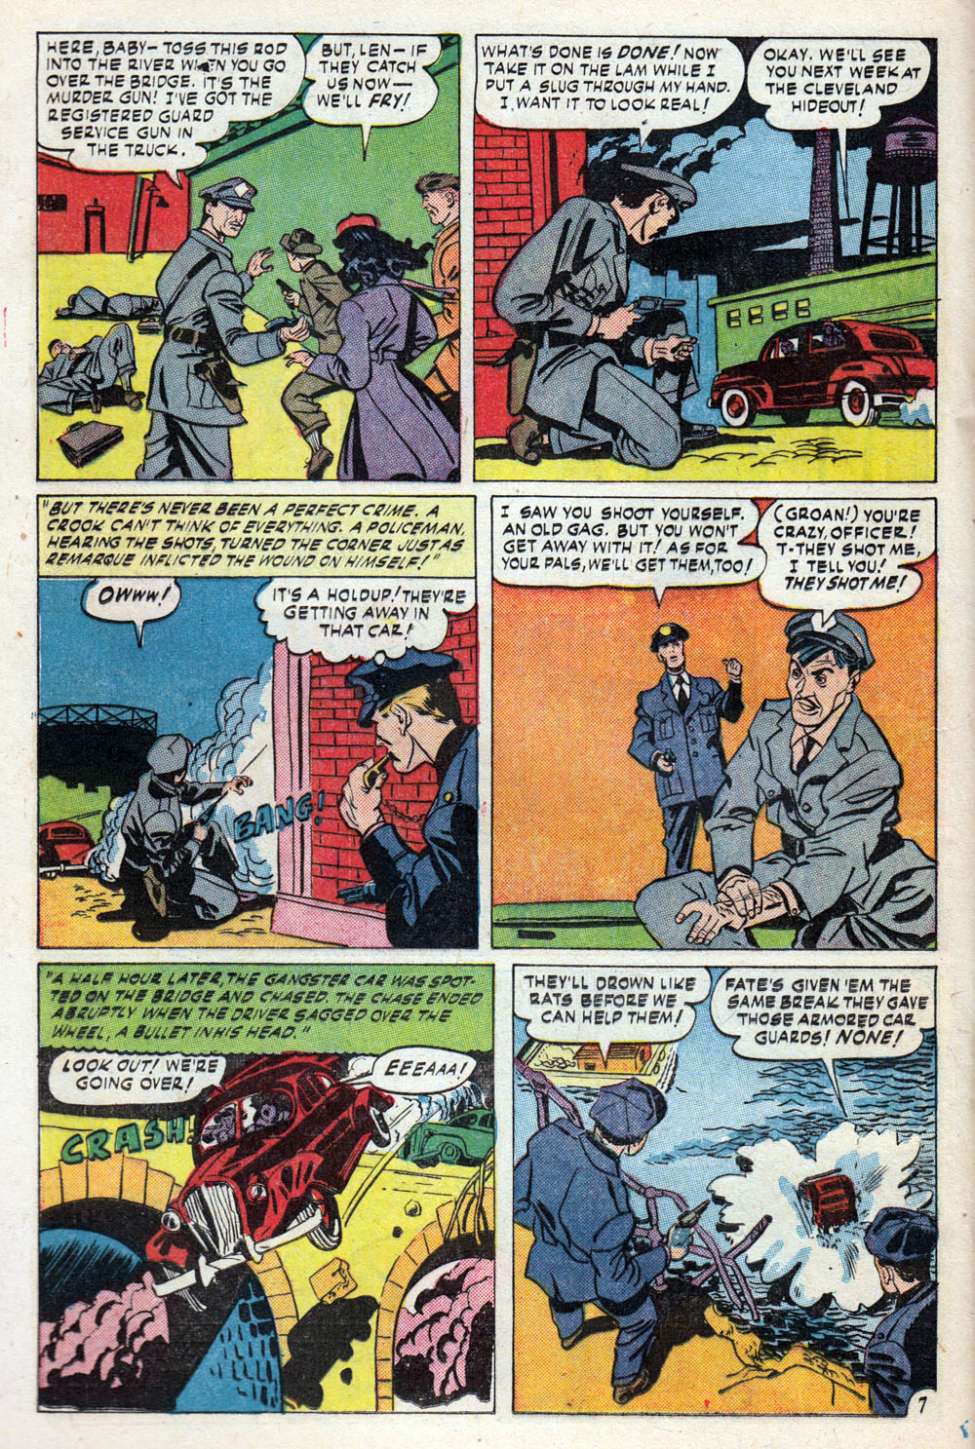 HERE, BABY- TOSS THIS ROD
INTO THE RIVER WHEN YOU GO
OVER THE BRIDGE. IT'S THE
MURDER GUN! I'VE GOT THE
REGISTERED GUARD
SERVICE GUN IN
THE TRUCK.
BUT, LEN- IF
THEY CATCH
US NOW-
WE'LL FRY!
WHAT'S DONE IS DONE! NOW
TAKE IT ON THE LAM WHILE I
PUT A SLUG THROUGH MY HAND.
I WANT IT TO LOOK REAL!
OKAY. WE'LL SEE
YOU NEXT WEEK AT
THE CLEVELAND
HIDEOUT!
"BUT THERE'S NEVER BEEN A PERFECT CRIME. A
CROOK CAN'T THINK OF EVERYTHING. A POLICEMAN,
HEARING THE SHOTS, TURNED THE CORNER JUST AS
REMARQUE INFLICTED THE WOUND ON HIMSELF!"
OWWW!
IT'S A HOLDUP! THEY'RE
GETTING AWAY IN
THAT CAR!
BANG!
I SAW YOU SHOOT YOURSELF.
AN OLD GAG. BUT YOU WON'T
GET AWAY WITH IT! AS FOR
YOUR PALS, WE'LL GET THEM, TOO!
(GROAN!) YOU'RE
CRAZY, OFFICER!
T-THEY SHOT ME,
I TELL YOU!
THEY SHOT ME!
"A HALF HOUR LATER, THE GANGSTER CAR WAS SPOT-
TED ON THE BRIDGE AND CHASED. THE CHASE ENDED
ABRUPTLY WHEN THE DRIVER SAGGED OVER THE
WHEEL, A BULLET IN HIS HEAD."
LOOK OUT! WE'RE
GOING OVER!
EEEAAA!
CRASH!
THEY'LL DROWN LIKE
RATS BEFORE WE
CAN HELP THEM!
FATE'S GIVEN 'EM THE
SAME BREAK THEY GAVE
THOSE ARMORED CAR
GUARDS! NONE!
7